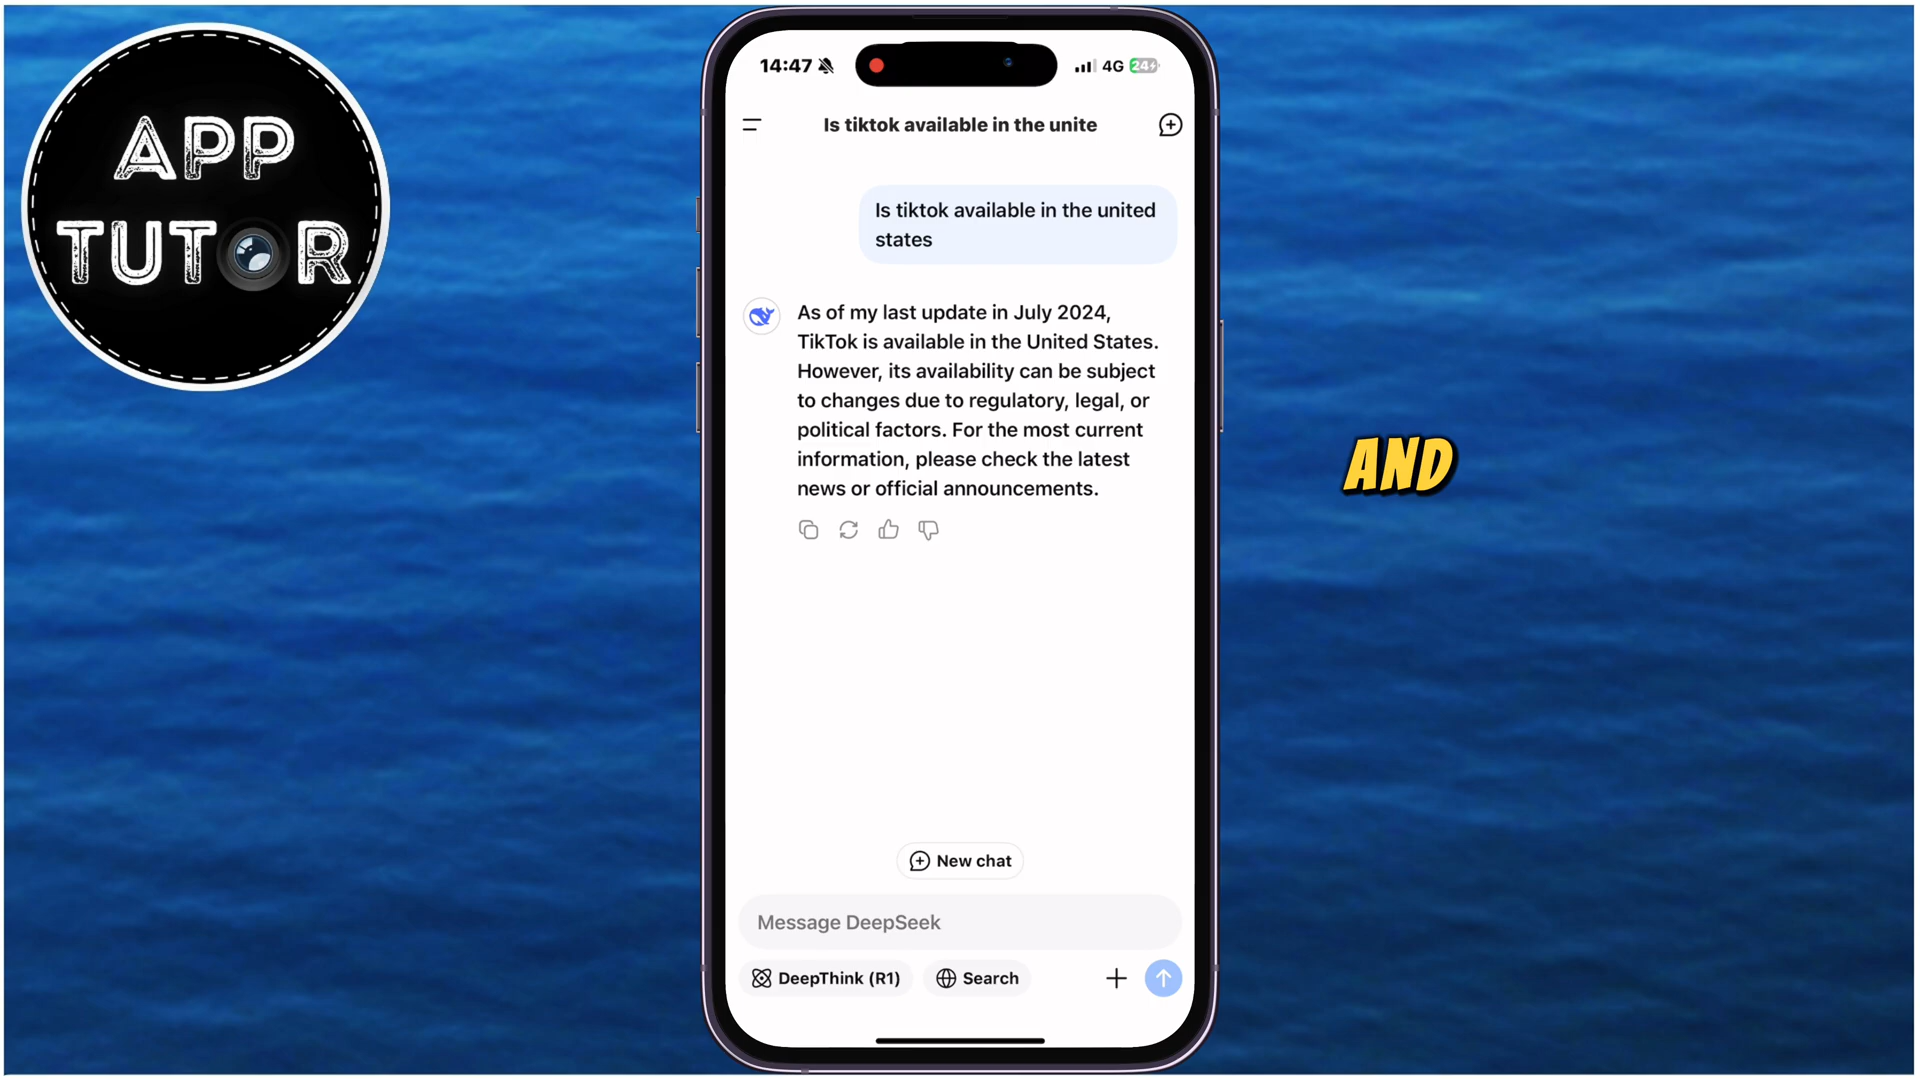 APP
TUTOR
14:47
4G
24
Is tiktok available in the unite
Is tiktok available in the united
states
As of my last update in July 2024,
TikTok is available in the United States.
However, its availability can be subject
to changes due to regulatory, legal, or
political factors. For the most current
information, please check the latest
news or official announcements.
AND
New chat
Message DeepSeek
DeepThink (R1)
Search